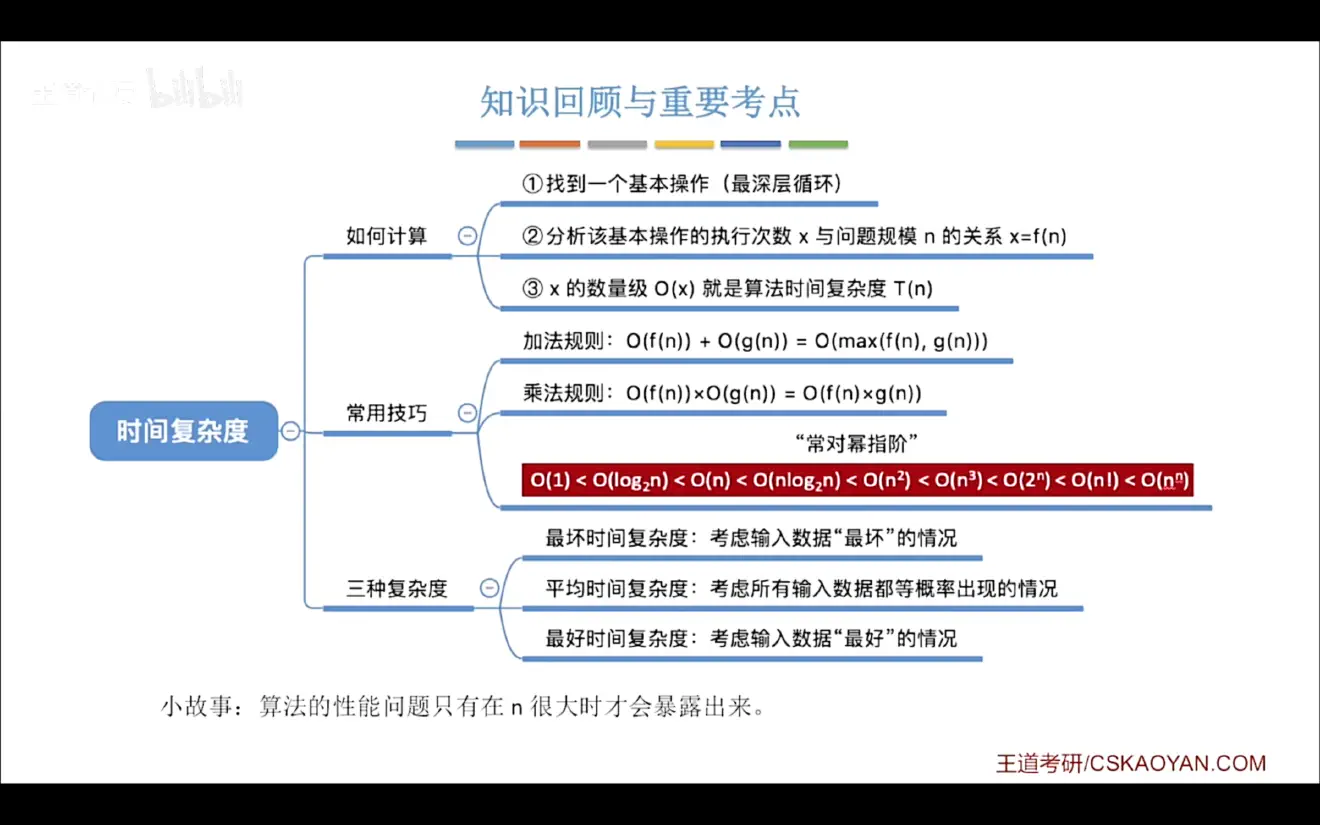 bilibili
知识回顾与重要考点
①找到一个基本操作（最深层循环）
如何计算
②分析该基本操作的执行次数 x 与问题规模 n 的关系 x=f(n)
③ x 的数量级 O(x) 就是算法时间复杂度 T(n)
加法规则：O(f(n)) + O(g(n)) = O(max(f(n), g(n)))
乘法规则：O(f(n))×O(g(n)) = O(f(n)×g(n))
常用技巧
“常对幂指阶”
O(1) < O(log₂n) < O(n) < O(nlog₂n) < O(n²) < O(n³) < O(2ⁿ) < O(n!) < O(nⁿ)
时间复杂度
最坏时间复杂度：考虑输入数据“最坏”的情况
三种复杂度
平均时间复杂度：考虑所有输入数据都等概率出现的情况
最好时间复杂度：考虑输入数据“最好”的情况
小故事：算法的性能问题只有在 n 很大时才会暴露出来。
王道考研/CSKAOYAN.COM